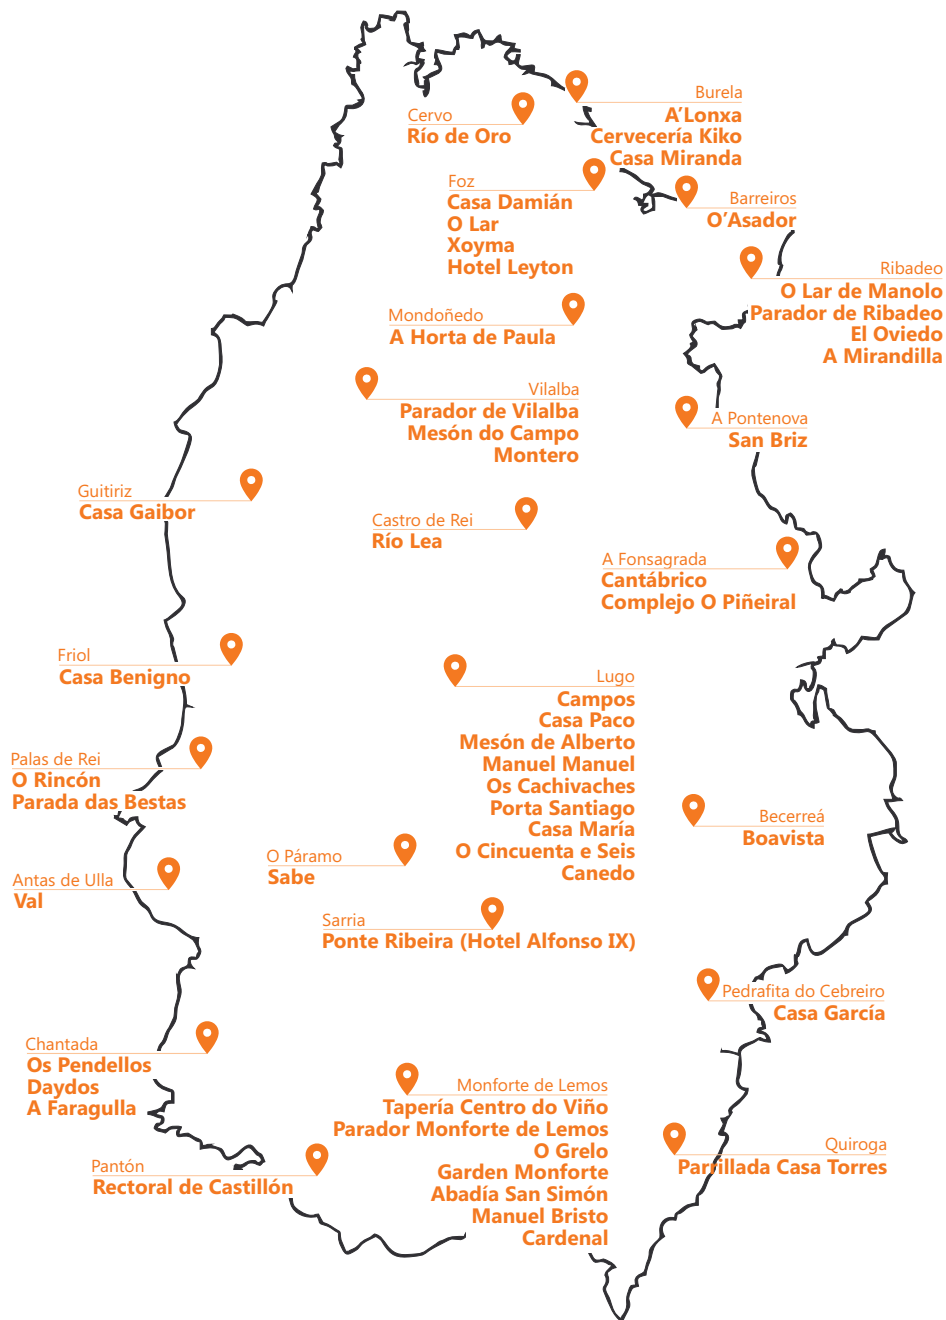 Burela
A'Lonxa
Cervecería Kiko
Casa Miranda
Cervo
Río de Oro
Foz
Casa Damián
O Lar
Xoyma
Hotel Leyton
Barreiros
O'Asador
Ribadeo
O Lar de Manolo
Parador de Ribadeo
El Oviedo
A Mirandilla
Mondoñedo
A Horta de Paula
Vilalba
Parador de Vilalba
Mesón do Campo
Montero
A Pontenova
San Briz
Guitiriz
Casa Gaibor
Castro de Rei
Río Lea
A Fonsagrada
Cantábrico
Complejo O Piñeiral
Friol
Casa Benigno
Lugo
Campos
Casa Paco
Mesón de Alberto
Manuel Manuel
Os Cachivaches
Porta Santiago
Casa María
O Cincuenta e Seis
Canedo
Palas de Rei
O Rincón
Parada das Bestas
Becerreá
Boavista
O Páramo
Sabe
Antas de Ulla
Val
Sarria
Ponte Ribeira (Hotel Alfonso IX)
Pedrafita do Cebreiro
Casa García
Chantada
Os Pendellos
Daydos
A Faragulla
Monforte de Lemos
Tapería Centro do Viño
Parador Monforte de Lemos
O Grelo
Garden Monforte
Abadía San Simón
Manuel Bristo
Cardenal
Quiroga
Parrillada Casa Torres
Pantón
Rectoral de Castillón